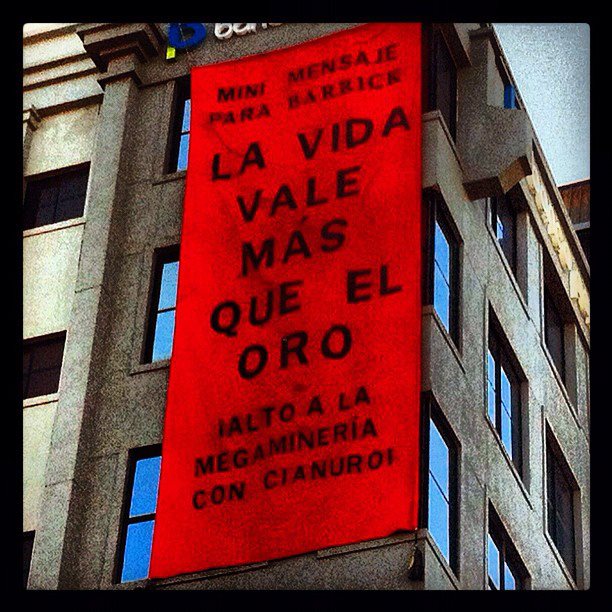 MINI MENSAJE
PARA BARRICK
LA VIDA
VALE
MÁS
QUE EL
ORO
¡ALTO A LA
MEGAMINERÍA
CON CIANURO!